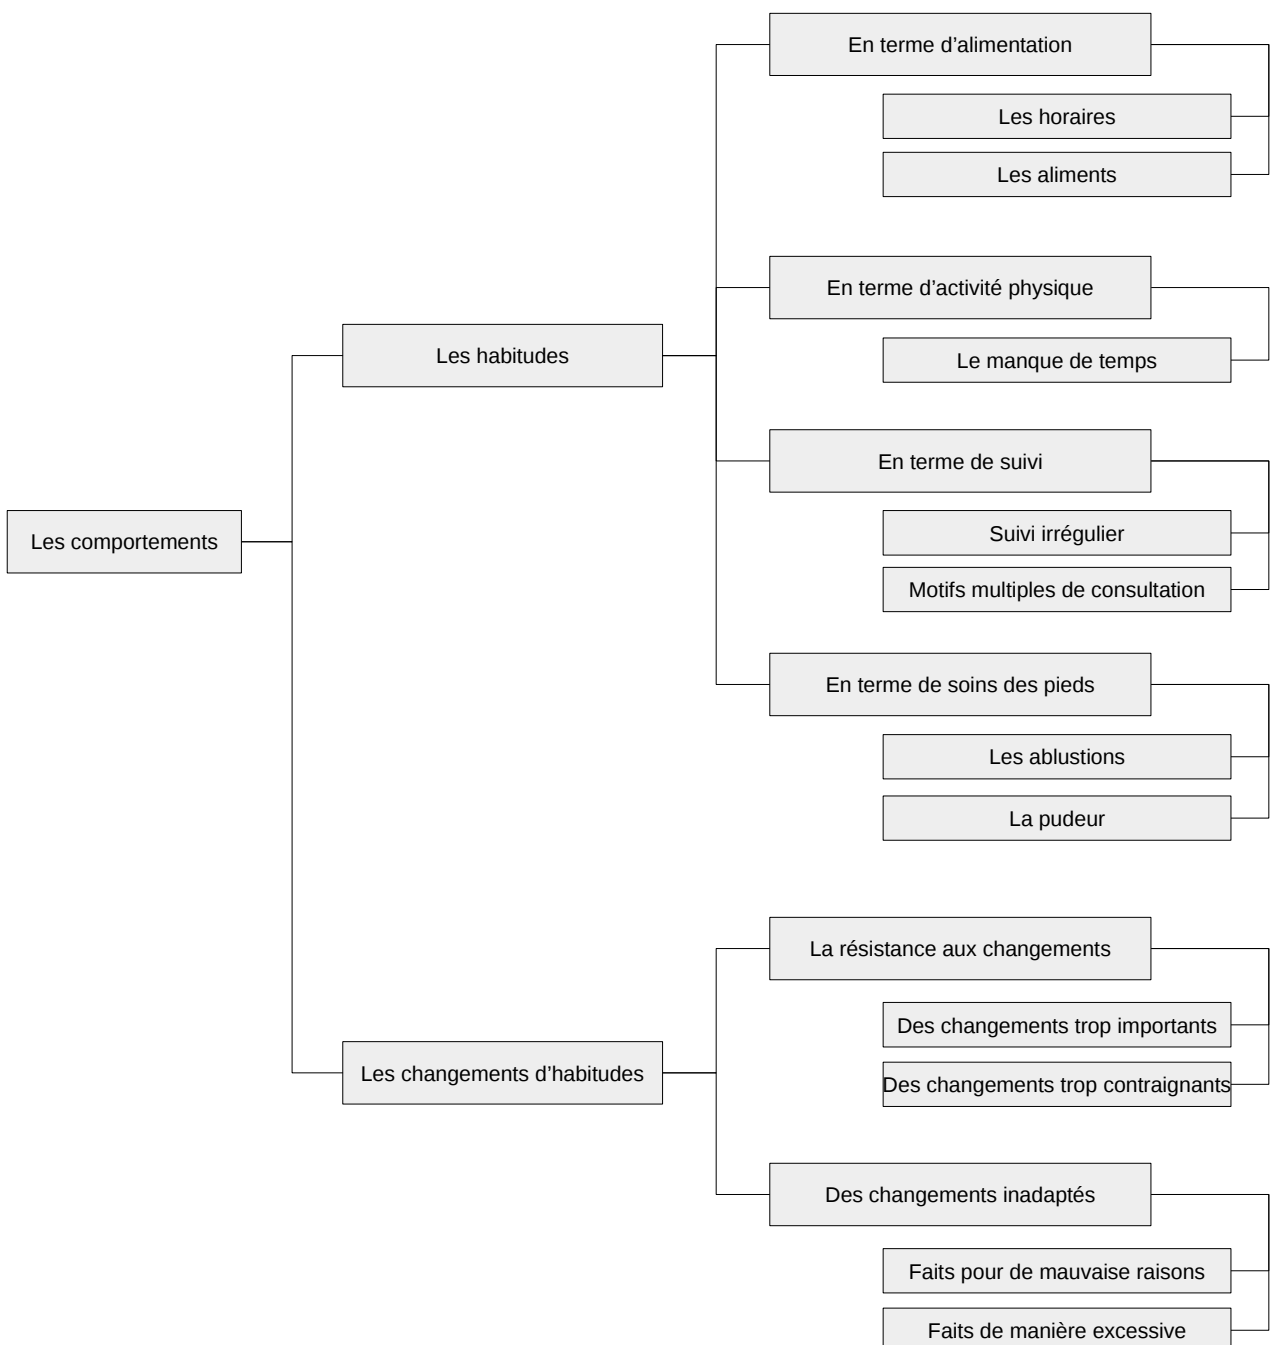 En terme d’alimentation
Les horaires
Les aliments
En terme d’activité physique
Les habitudes
Le manque de temps
En terme de suivi
Les comportements
Suivi irrégulier
Motifs multiples de consultation
En terme de soins des pieds
Les ablustions
La pudeur
La résistance aux changements
Des changements trop importants
Les changements d’habitudes
Des changements trop contraignants
Des changements inadaptés
Faits pour de mauvaise raisons
Faits de manière excessive